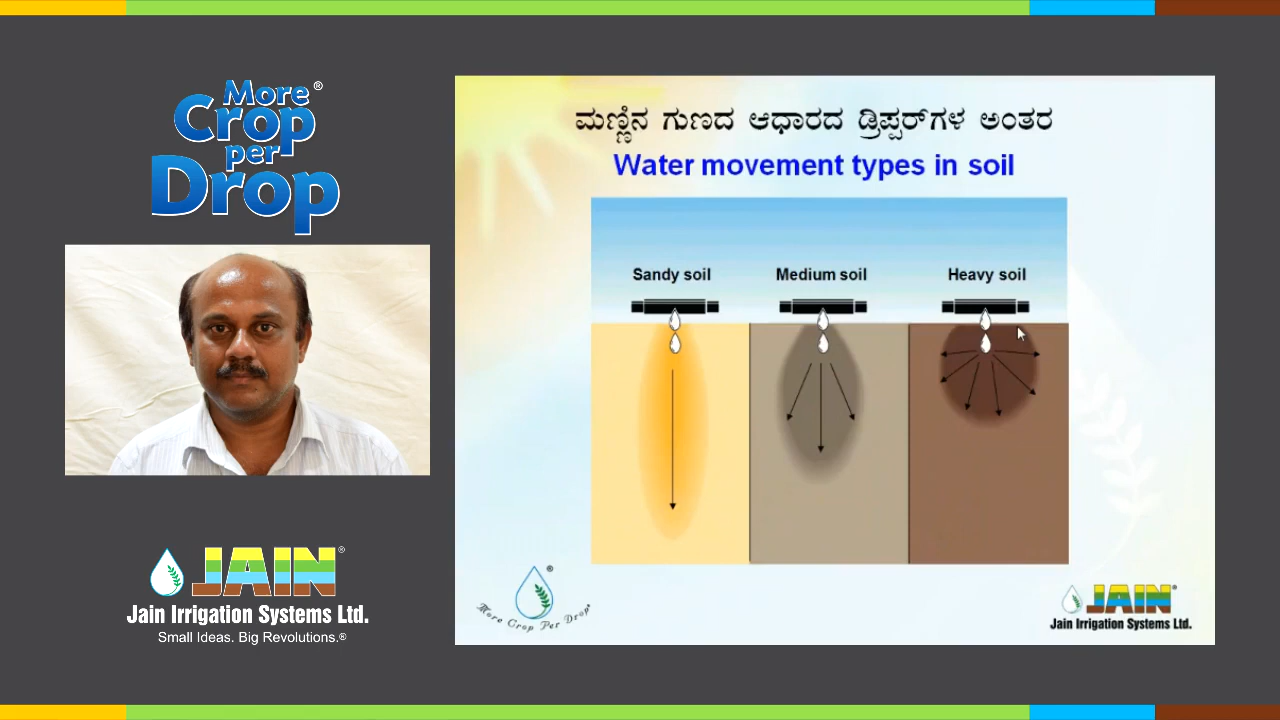 More®
Crop
per
Drop
JAIN®
Jain Irrigation Systems Ltd.
Small Ideas. Big Revolutions.®
ಮಣ್ಣಿನ ಗುಣದ ಆಧಾರದ ಡ್ರಿಪ್ಪರ್‌ಗಳ ಅಂತರ
Water movement types in soil
Sandy soil
Medium soil
Heavy soil
®
More Crop Per Drop®
JAIN®
Jain Irrigation Systems Ltd.